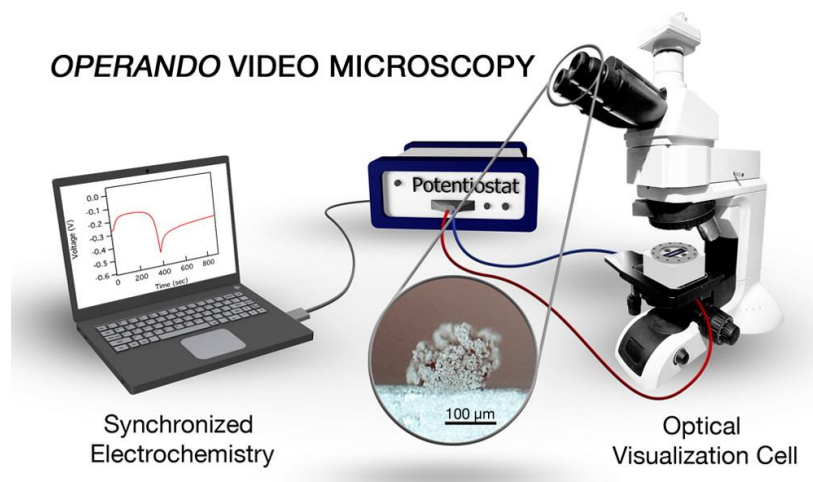 OPERANDO VIDEO MICROSCOPY
Potentiostat
0.0
-0.1
-0.2
-0.3
-0.4
-0.5
-0.6
Voltage (V)
0 200 400 600 800
Time (sec)
100 µm
Synchronized
Electrochemistry
Optical
Visualization Cell